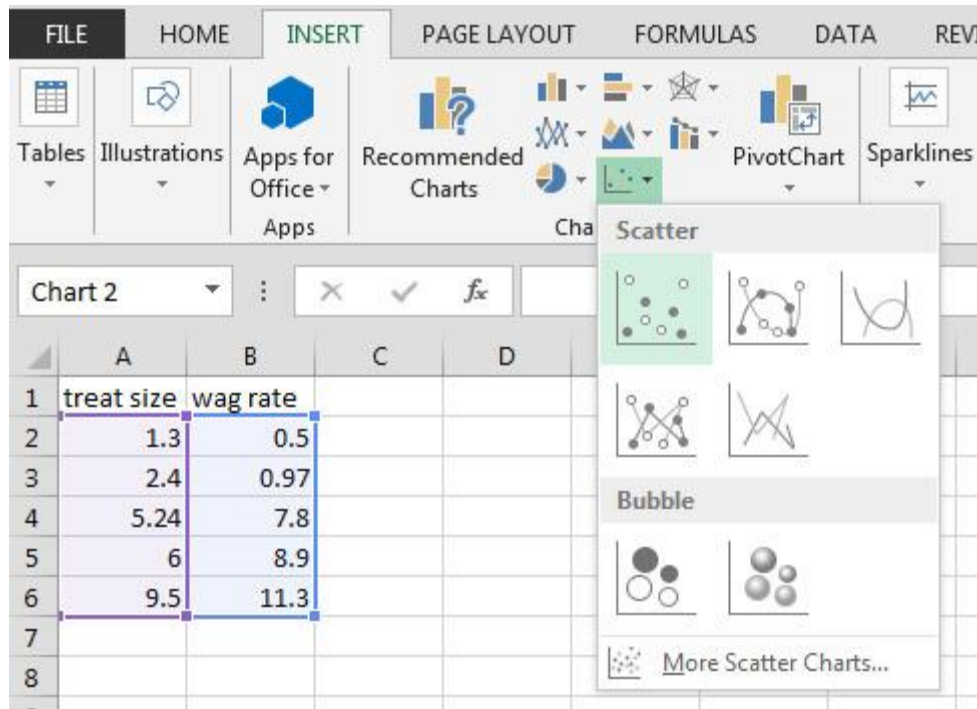 FILE HOME INSERT PAGE LAYOUT FORMULAS DATA REVI
Tables
Illustrations
Apps for
Office
Apps
Recommended
Charts
PivotChart
Sparklines
Cha
Scatter
Bubble
More Scatter Charts...
Chart 2 fx
A B C D
1 treat size wag rate
2 1.3 0.5
3 2.4 0.97
4 5.24 7.8
5 6 8.9
6 9.5 11.3
7
8